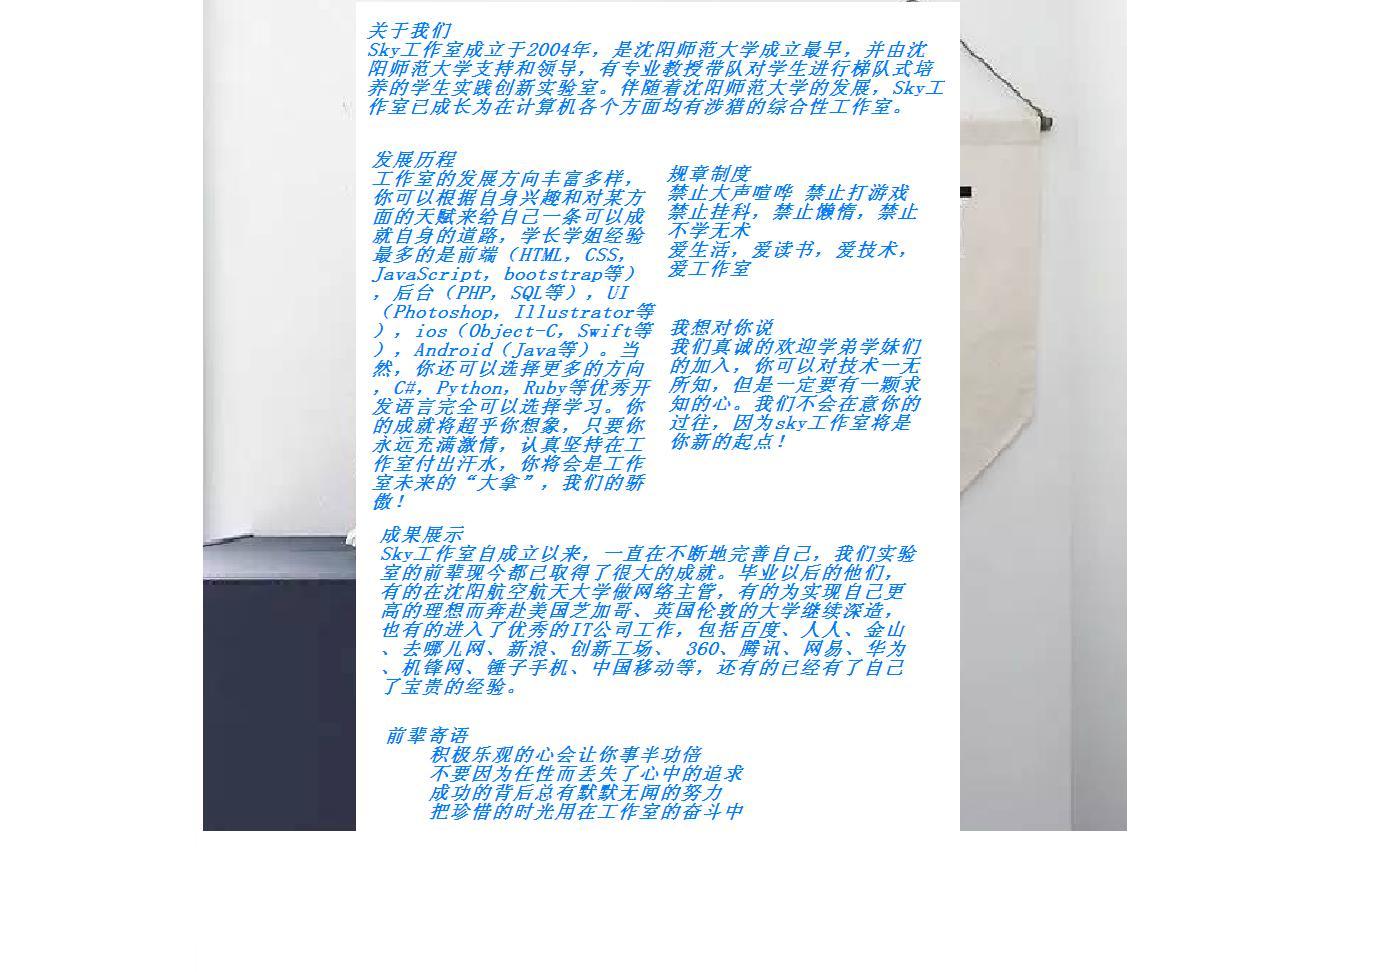 关于我们
Sky工作室成立于2004年，是沈阳师范大学成立最早，并由沈
阳师范大学支持和领导，有专业教授带队对学生进行梯队式培
养的学生实践创新实验室。伴随着沈阳师范大学的发展，Sky工
作室已成长为在计算机各个方面均有涉猎的综合性工作室。
发展历程
工作室的发展方向丰富多样，
你可以根据自身兴趣和对某方
面的天赋来给自己一条可以成
就自身的道路，学长学姐经验
最多的是前端（HTML，CSS，
JavaScript，bootstrap等）
，后台（PHP，SQL等），UI
（Photoshop，Illustrator等
），ios（Object-C，Swift等
），Android（Java等）。当
然，你还可以选择更多的方向
，C#，Python，Ruby等优秀开
发语言完全可以选择学习。你
的成就将超乎你想象，只要你
永远充满激情，认真坚持在工
作室付出汗水，你将会是工作
室未来的“大拿”，我们的骄
傲！
规章制度
禁止大声喧哗 禁止打游戏
禁止挂科，禁止懒惰，禁止
不学无术
爱生活，爱读书，爱技术，
爱工作室
我想对你说
我们真诚的欢迎学弟学妹们
的加入，你可以对技术一无
所知，但是一定要有一颗求
知的心。我们不会在意你的
过往，因为sky工作室将是
你新的起点！
成果展示
Sky工作室自成立以来，一直在不断地完善自己，我们实验
室的前辈现今都已取得了很大的成就。毕业以后的他们，
有的在沈阳航空航天大学做网络主管，有的为实现自己更
高的理想而奔赴美国芝加哥、英国伦敦的大学继续深造，
也有的进入了优秀的IT公司工作，包括百度、人人、金山
、去哪儿网、新浪、创新工场、 360、腾讯、网易、华为
、机锋网、锤子手机、中国移动等，还有的已经有了自己
了宝贵的经验。
前辈寄语
积极乐观的心会让你事半功倍
不要因为任性而丢失了心中的追求
成功的背后总有默默无闻的努力
把珍惜的时光用在工作室的奋斗中